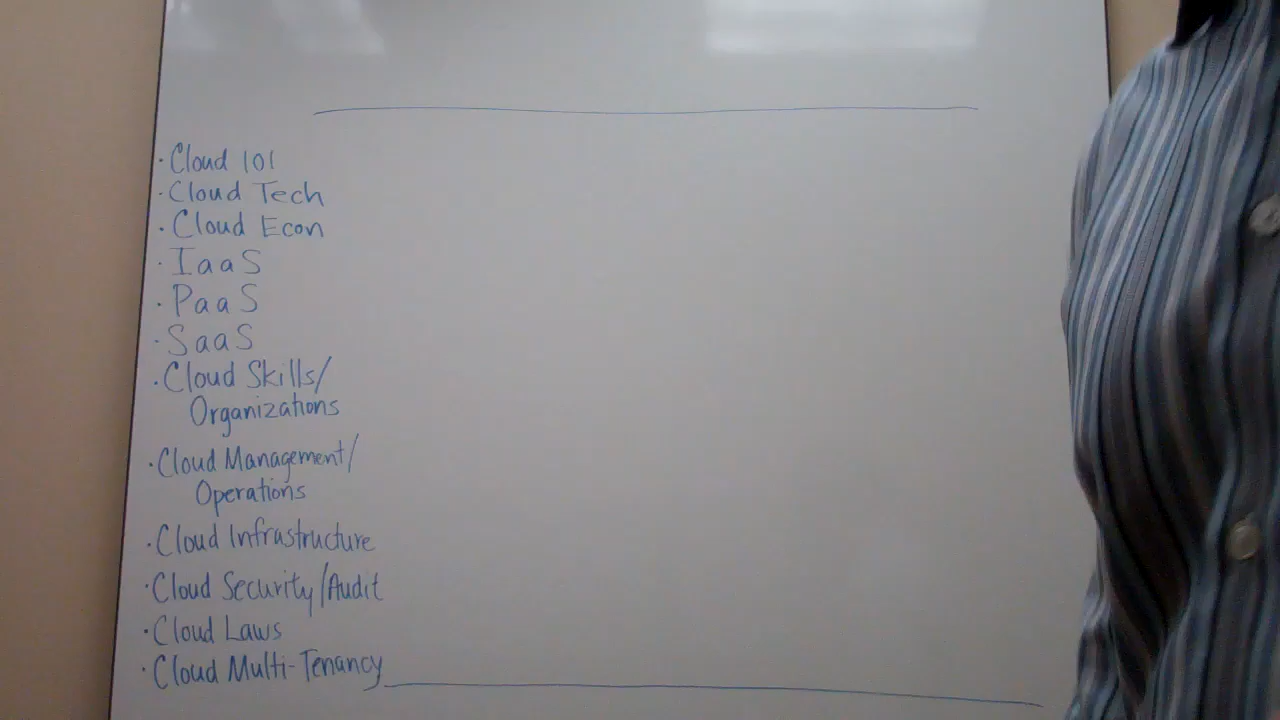 · Cloud 101
· Cloud Tech
· Cloud Econ
· IaaS
· PaaS
· SaaS
· Cloud Skills/
Organizations
· Cloud Management/
Operations
· Cloud Infrastructure
· Cloud Security/Audit
· Cloud Laws
· Cloud Multi-Tenancy